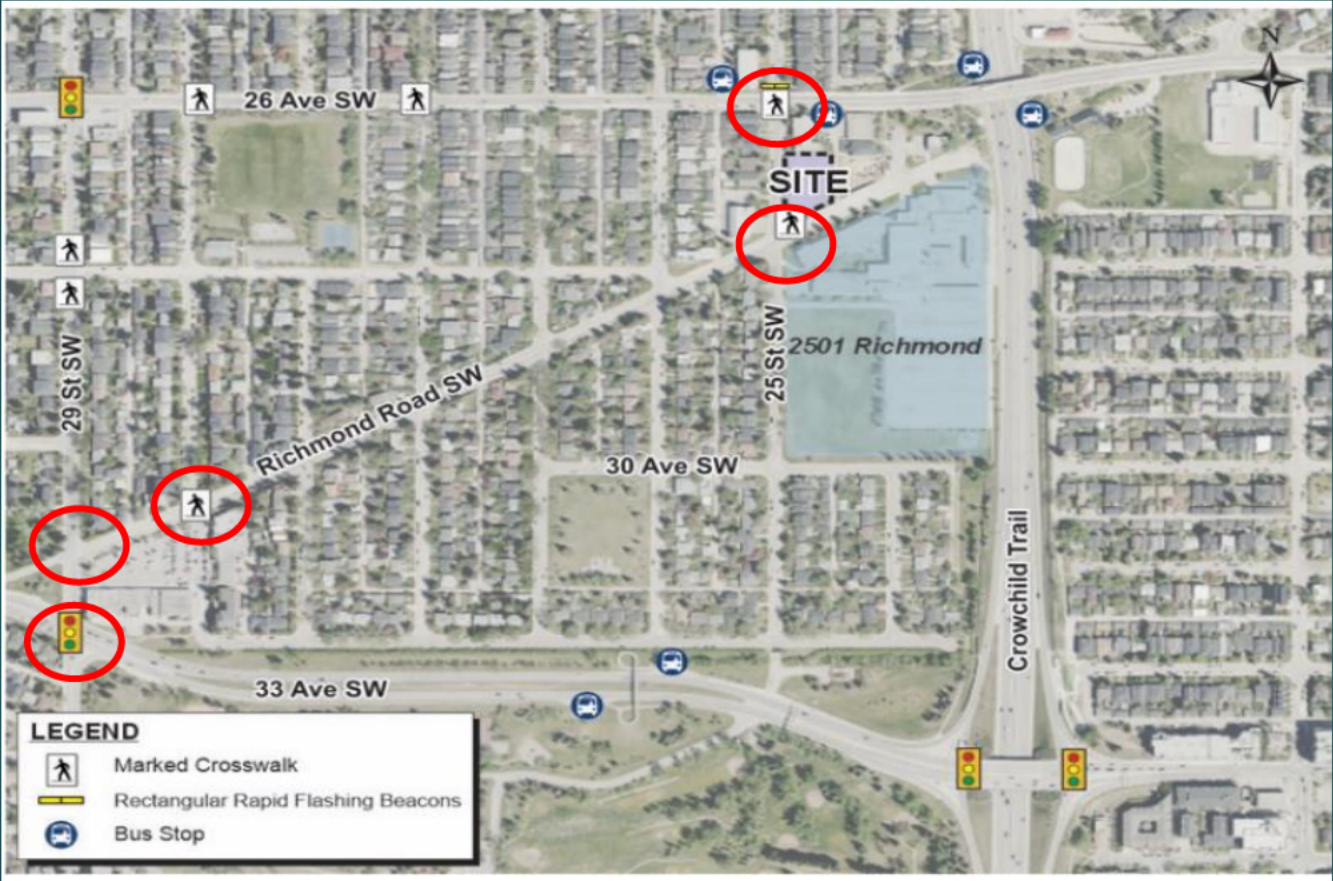 N
26 Ave SW
SITE
29 St SW
25 St SW
2501 Richmond
Richmond Road SW
30 Ave SW
Crowchild Trail
33 Ave SW
LEGEND
Marked Crosswalk
Rectangular Rapid Flashing Beacons
Bus Stop